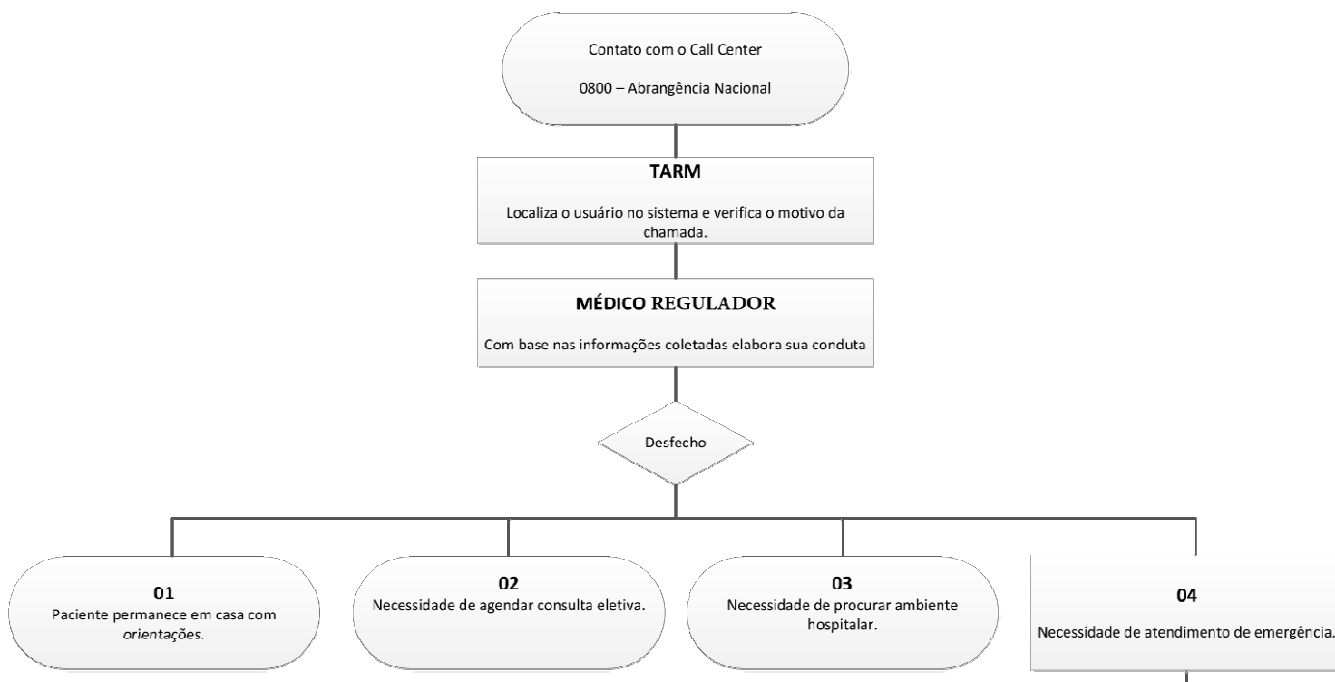 Contato com o Call Center
0800 – Abrangência Nacional
TARM
Localiza o usuário no sistema e verifica o motivo da
chamada.
MÉDICO REGULADOR
Com base nas informações coletadas elabora sua conduta
Desfecho
01
Paciente permanece em casa com
orientações.
02
Necessidade de agendar consulta eletiva.
03
Necessidade de procurar ambiente
hospitalar.
04
Necessidade de atendimento de emergência.